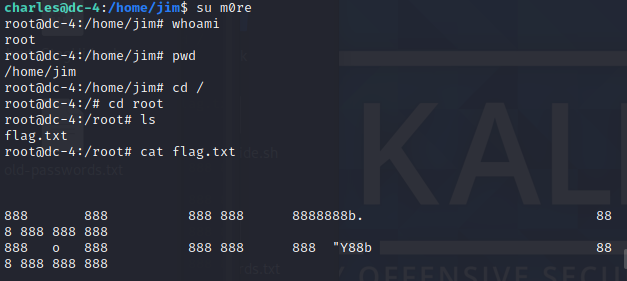 charles@dc-4:/home/jim$ su m0re
root@dc-4:/home/jim# whoami
root
root@dc-4:/home/jim# pwd
/home/jim
root@dc-4:/home/jim# cd /
root@dc-4:/# cd root
root@dc-4:/root# ls
flag.txt
root@dc-4:/root# cat flag.txt
old-passwords.txt
KALI
888       888          888 888      8888888b.                             88
8 888 888 888
888   o   888          888 888      888  "Y88b                            88
8 888 888 888
OFFENSIVE SECU